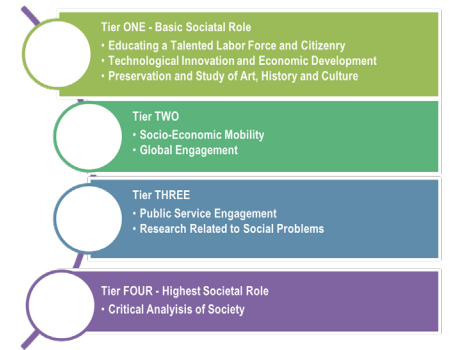 Tier ONE - Basic Sociatal Role
• Educating a Talented Labor Force and Citizenry
• Technological Innovation and Economic Development
• Preservation and Study of Art, History and Culture
Tier TWO
• Socio-Economic Mobility
• Global Engagement
Tier THREE
• Public Service Engagement
• Research Related to Social Problems
Tier FOUR - Highest Societal Role
• Critical Analyisis of Society